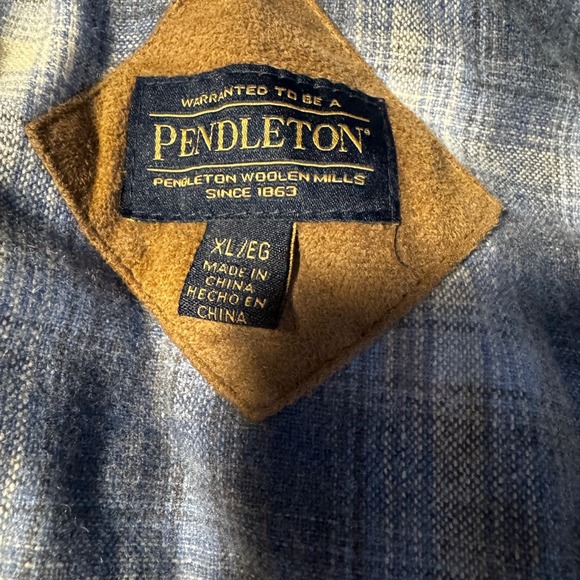 WARRANTED TO BE A
PENDLETON®
PENDLETON WOOLEN MILLS
SINCE 1863
XL/EG
MADE IN
CHINA
HECHO EN
CHINA